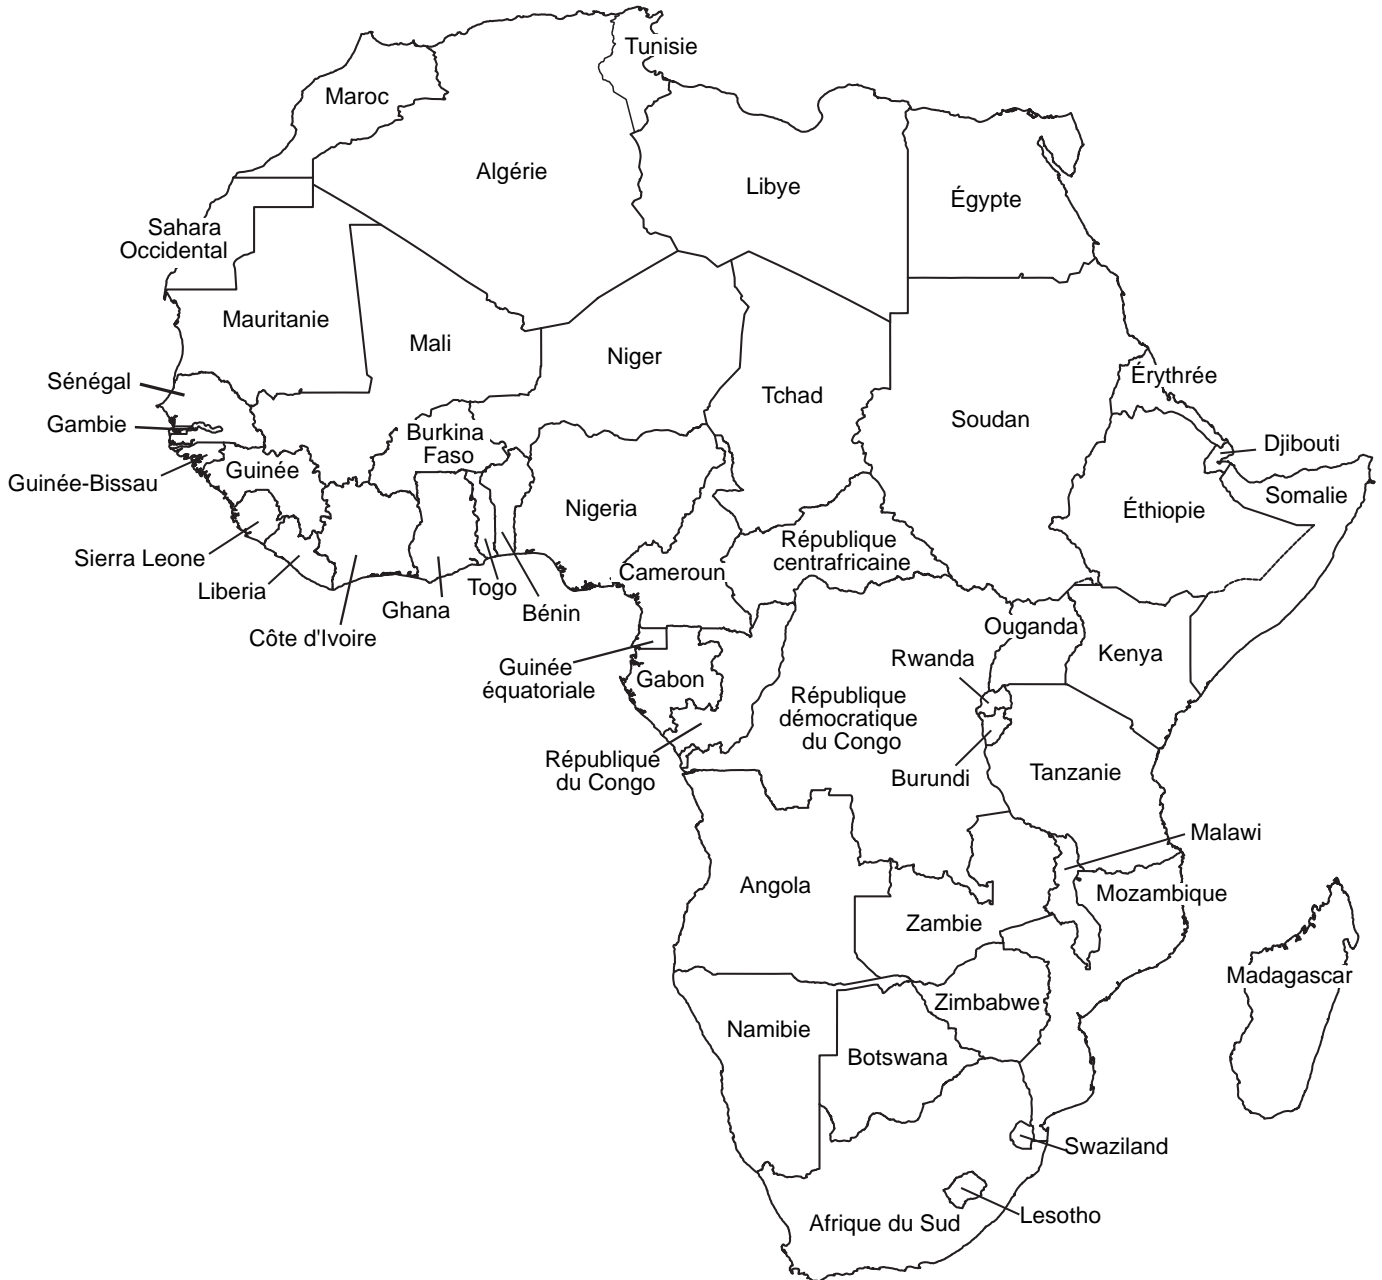 Tunisie
Maroc
Algérie
Libye
Égypte
Sahara
Occidental
Mauritanie
Mali
Niger
Tchad
Soudan
Érythrée
Sénégal
Gambie
Burkina
Faso
Djibouti
Guinée-Bissau
Guinée
Nigeria
Éthiopie
Somalie
Sierra Leone
République
centrafricaine
Cameroun
Liberia
Togo
Ghana
Bénin
Côte d'Ivoire
Ouganda
Kenya
Guinée
équatoriale
Gabon
Rwanda
République
démocratique
du Congo
République
du Congo
Burundi
Tanzanie
Malawi
Angola
Mozambique
Zambie
Madagascar
Zimbabwe
Namibie
Botswana
Swaziland
Lesotho
Afrique du Sud